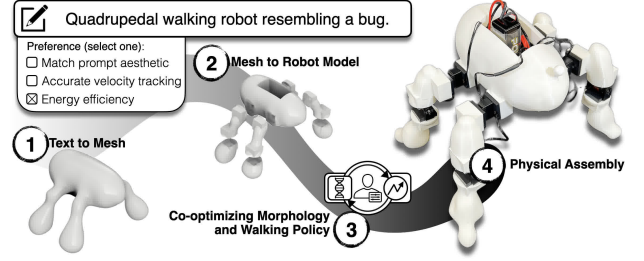 Quadrupedal walking robot resembling a bug.
Preference (select one):
Match prompt aesthetic
Accurate velocity tracking
Energy efficiency
1 Text to Mesh
2 Mesh to Robot Model
Co-optimizing Morphology
and Walking Policy 3
4 Physical Assembly